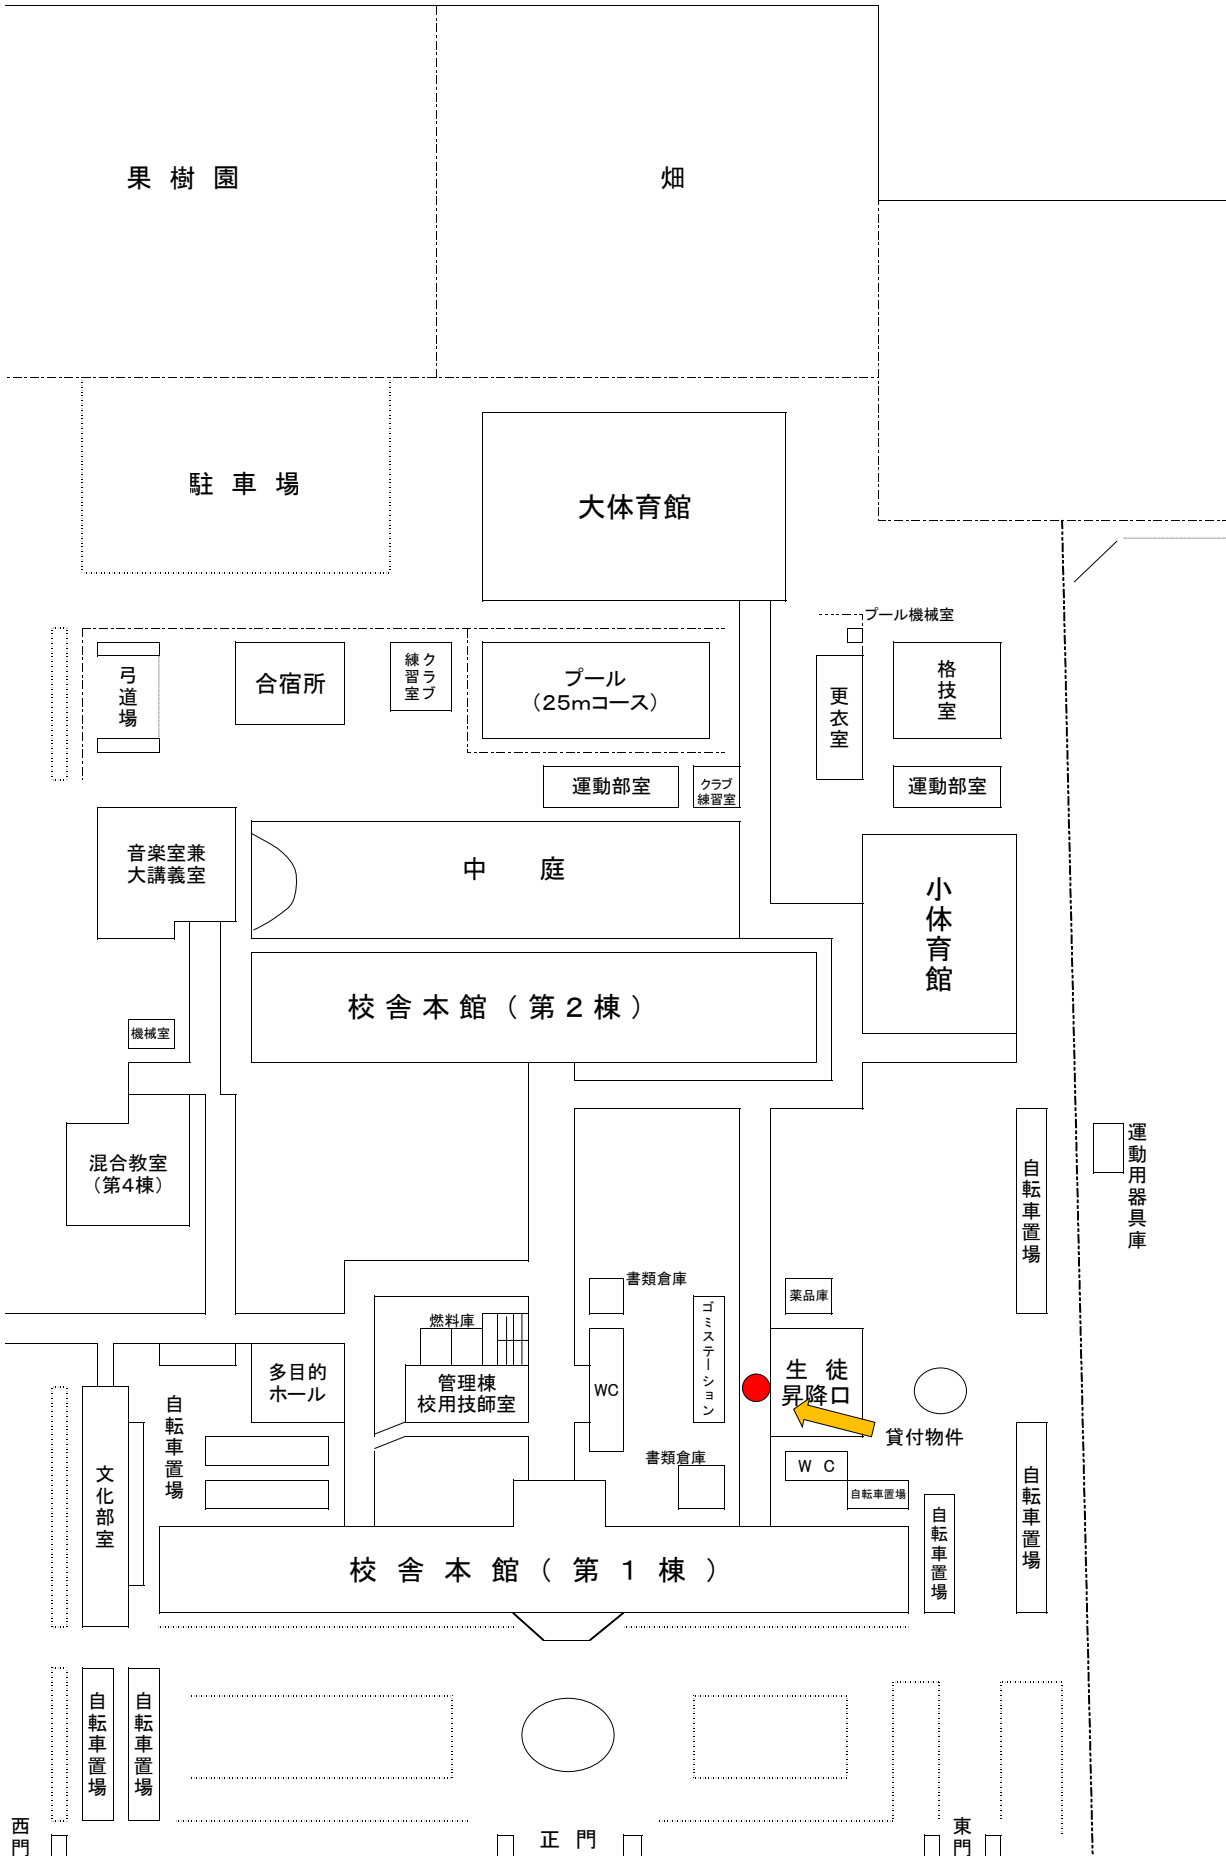 果樹園
畑
駐車場
大体育館
プール機械室
弓道場
合宿所
クラブ
練習室
プール
(25mコース)
更衣室
格技室
運動部室
クラブ
練習室
運動部室
音楽室兼
大講義室
中 庭
小体育館
校舎本館(第2棟)
機械室
混合教室
(第4棟)
自転車置場
運動用器具庫
書類倉庫
薬品庫
燃料庫
ゴミステーション
多目的
ホール
管理棟
校用技師室
WC
生 徒
昇降口
貸付物件
自転車置場
文化部室
書類倉庫
W C
自転車置場
自転車置場
自転車置場
校舎本館(第1棟)
自転車置場
自転車置場
西門
正門
東門